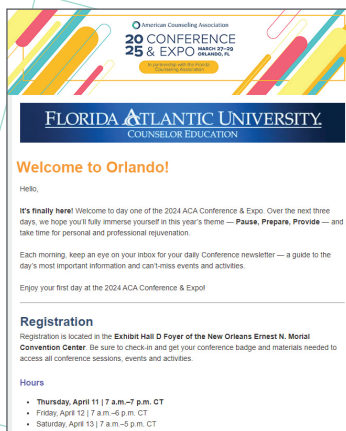 American Counseling Association
20 CONFERENCE
25 & EXPO MARCH 27–29
ORLANDO, FL
In partnership with the Florida
Counseling Association
FLORIDA ATLANTIC UNIVERSITY.
COUNSELOR EDUCATION
Welcome to Orlando!
Hello,
It's finally here! Welcome to day one of the 2024 ACA Conference & Expo. Over the next three
days, we hope you'll fully immerse yourself in this year's theme — Pause, Prepare, Provide — and
take time for personal and professional rejuvenation.
Each morning, keep an eye on your inbox for your daily Conference newsletter — a guide to the
day's most important information and can't-miss events and activities.
Enjoy your first day at the 2024 ACA Conference & Expo!
Registration
Registration is located in the Exhibit Hall D Foyer of the New Orleans Ernest N. Morial
Convention Center. Be sure to check-in and get your conference badge and materials needed to
access all conference sessions, events and activities.
Hours
• Thursday, April 11 | 7 a.m.–7 p.m. CT
• Friday, April 12 | 7 a.m.–6 p.m. CT
• Saturday, April 13 | 7 a.m.–5 p.m. CT